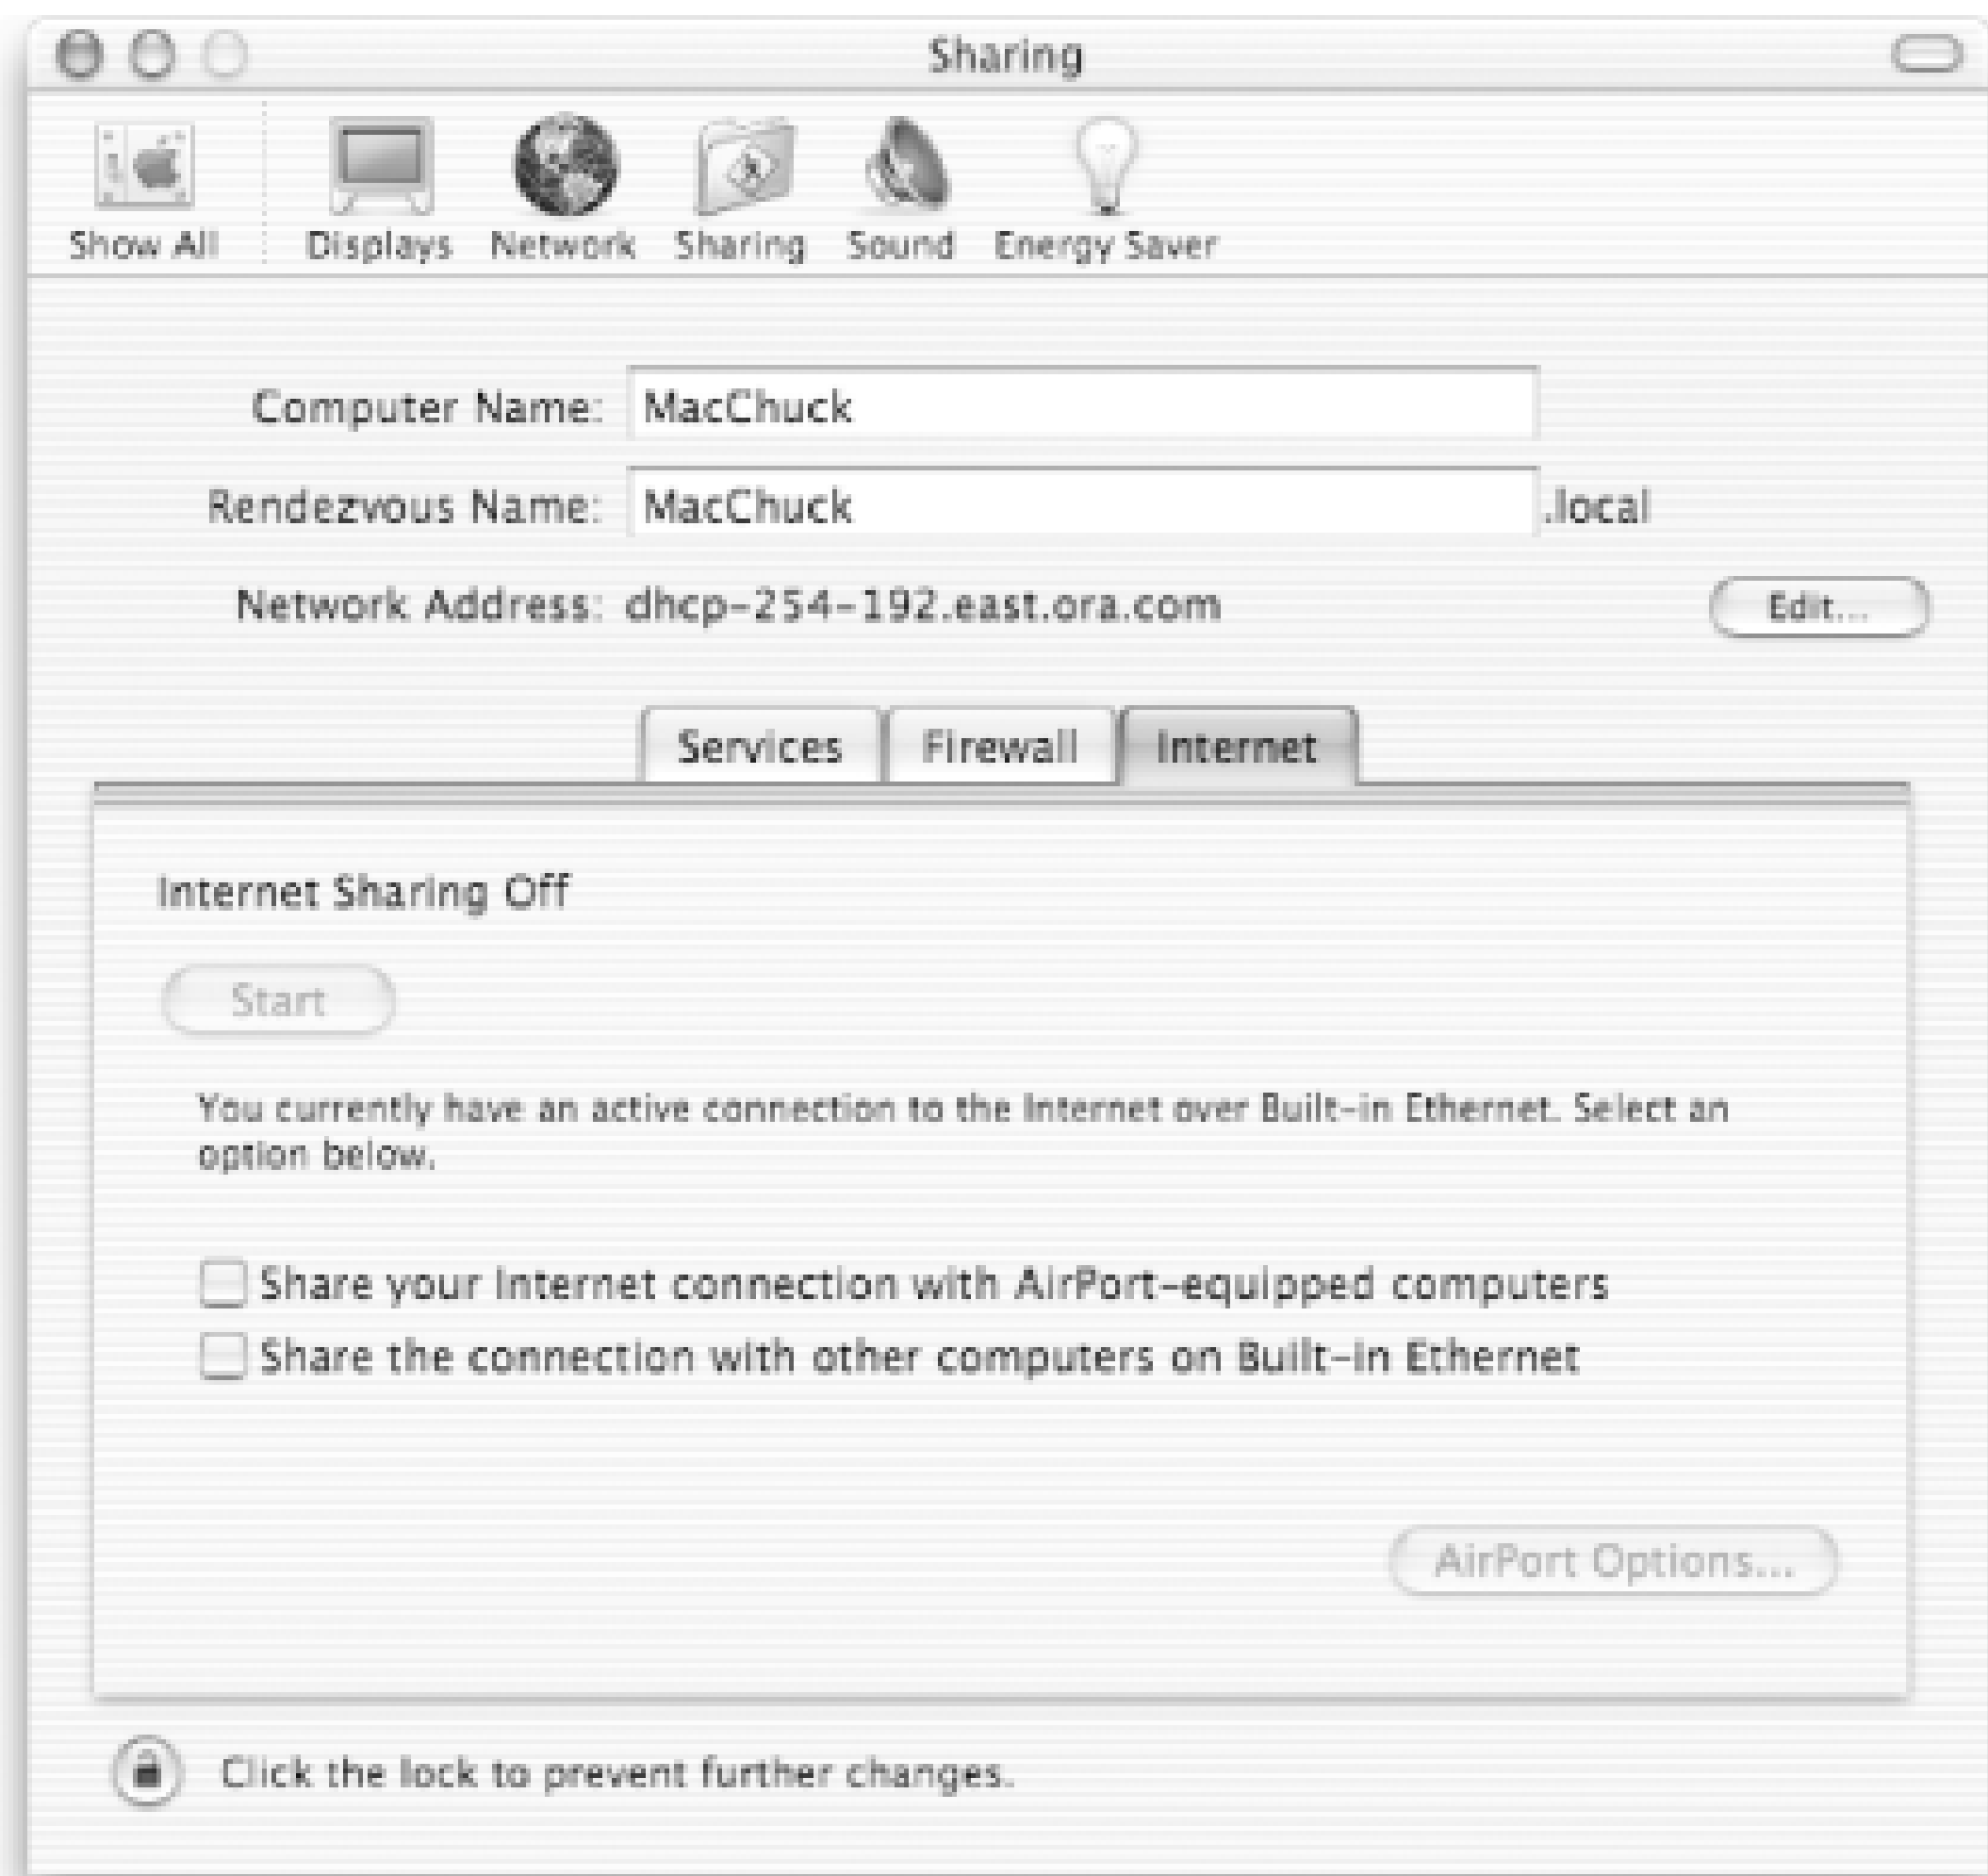 Sharing
Show All Displays Network Sharing Sound Energy Saver
Computer Name: MacChuck
Rendezvous Name: MacChuck .local
Network Address: dhcp-254-192.east.ora.com Edit...
Services Firewall Internet
Internet Sharing Off
Start
You currently have an active connection to the Internet over Built-in Ethernet. Select an
option below.
Share your Internet connection with AirPort-equipped computers
Share the connection with other computers on Built-in Ethernet
AirPort Options...
Click the lock to prevent further changes.